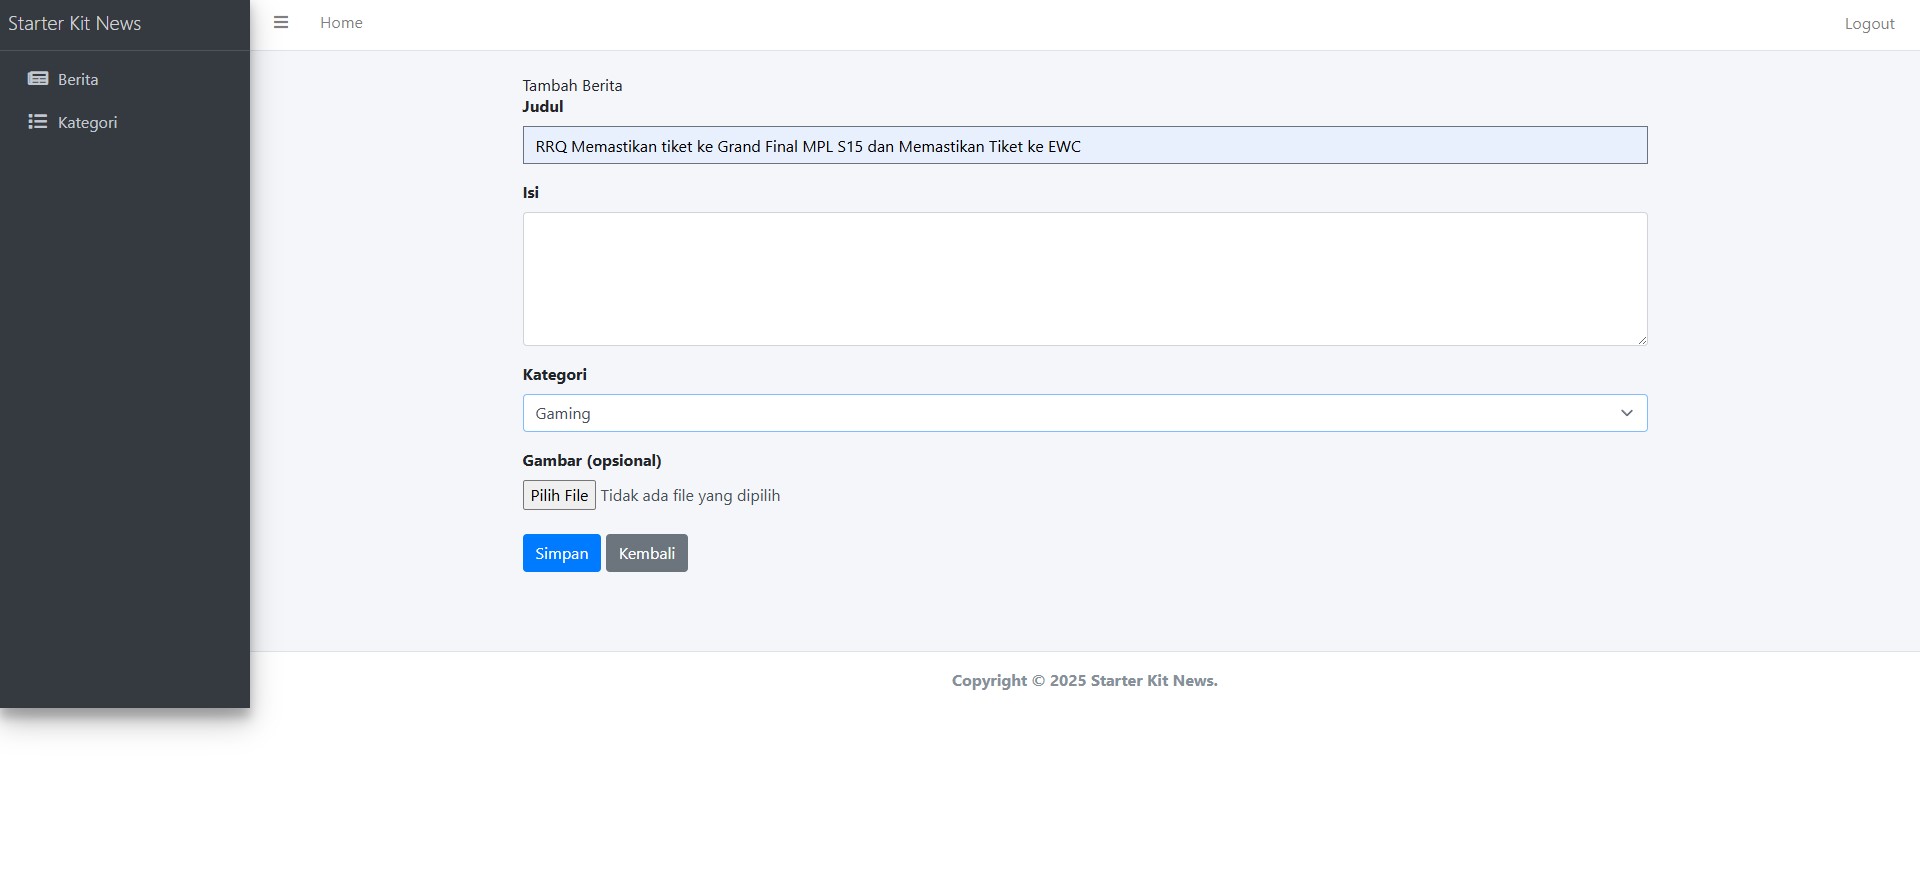 Starter Kit News
Home
Logout
Berita
Kategori
Tambah Berita
Judul
RRQ Memastikan tiket ke Grand Final MPL S15 dan Memastikan Tiket ke EWC
Isi
Kategori
Gaming
Gambar (opsional)
Pilih File Tidak ada file yang dipilih
Simpan Kembali
Copyright © 2025 Starter Kit News.